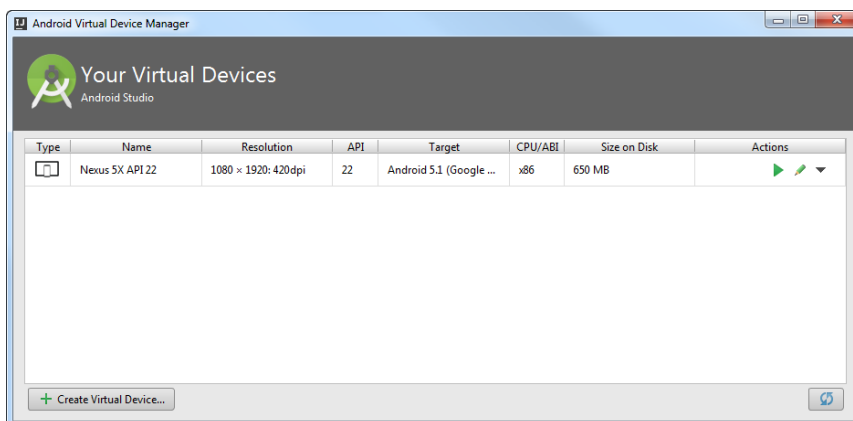 Android Virtual Device Manager
Your Virtual Devices
Android Studio
Type Name Resolution API Target CPU/ABI Size on Disk Actions
Nexus 5X API 22 1080 × 1920: 420dpi 22 Android 5.1 (Google ... x86 650 MB
Create Virtual Device...